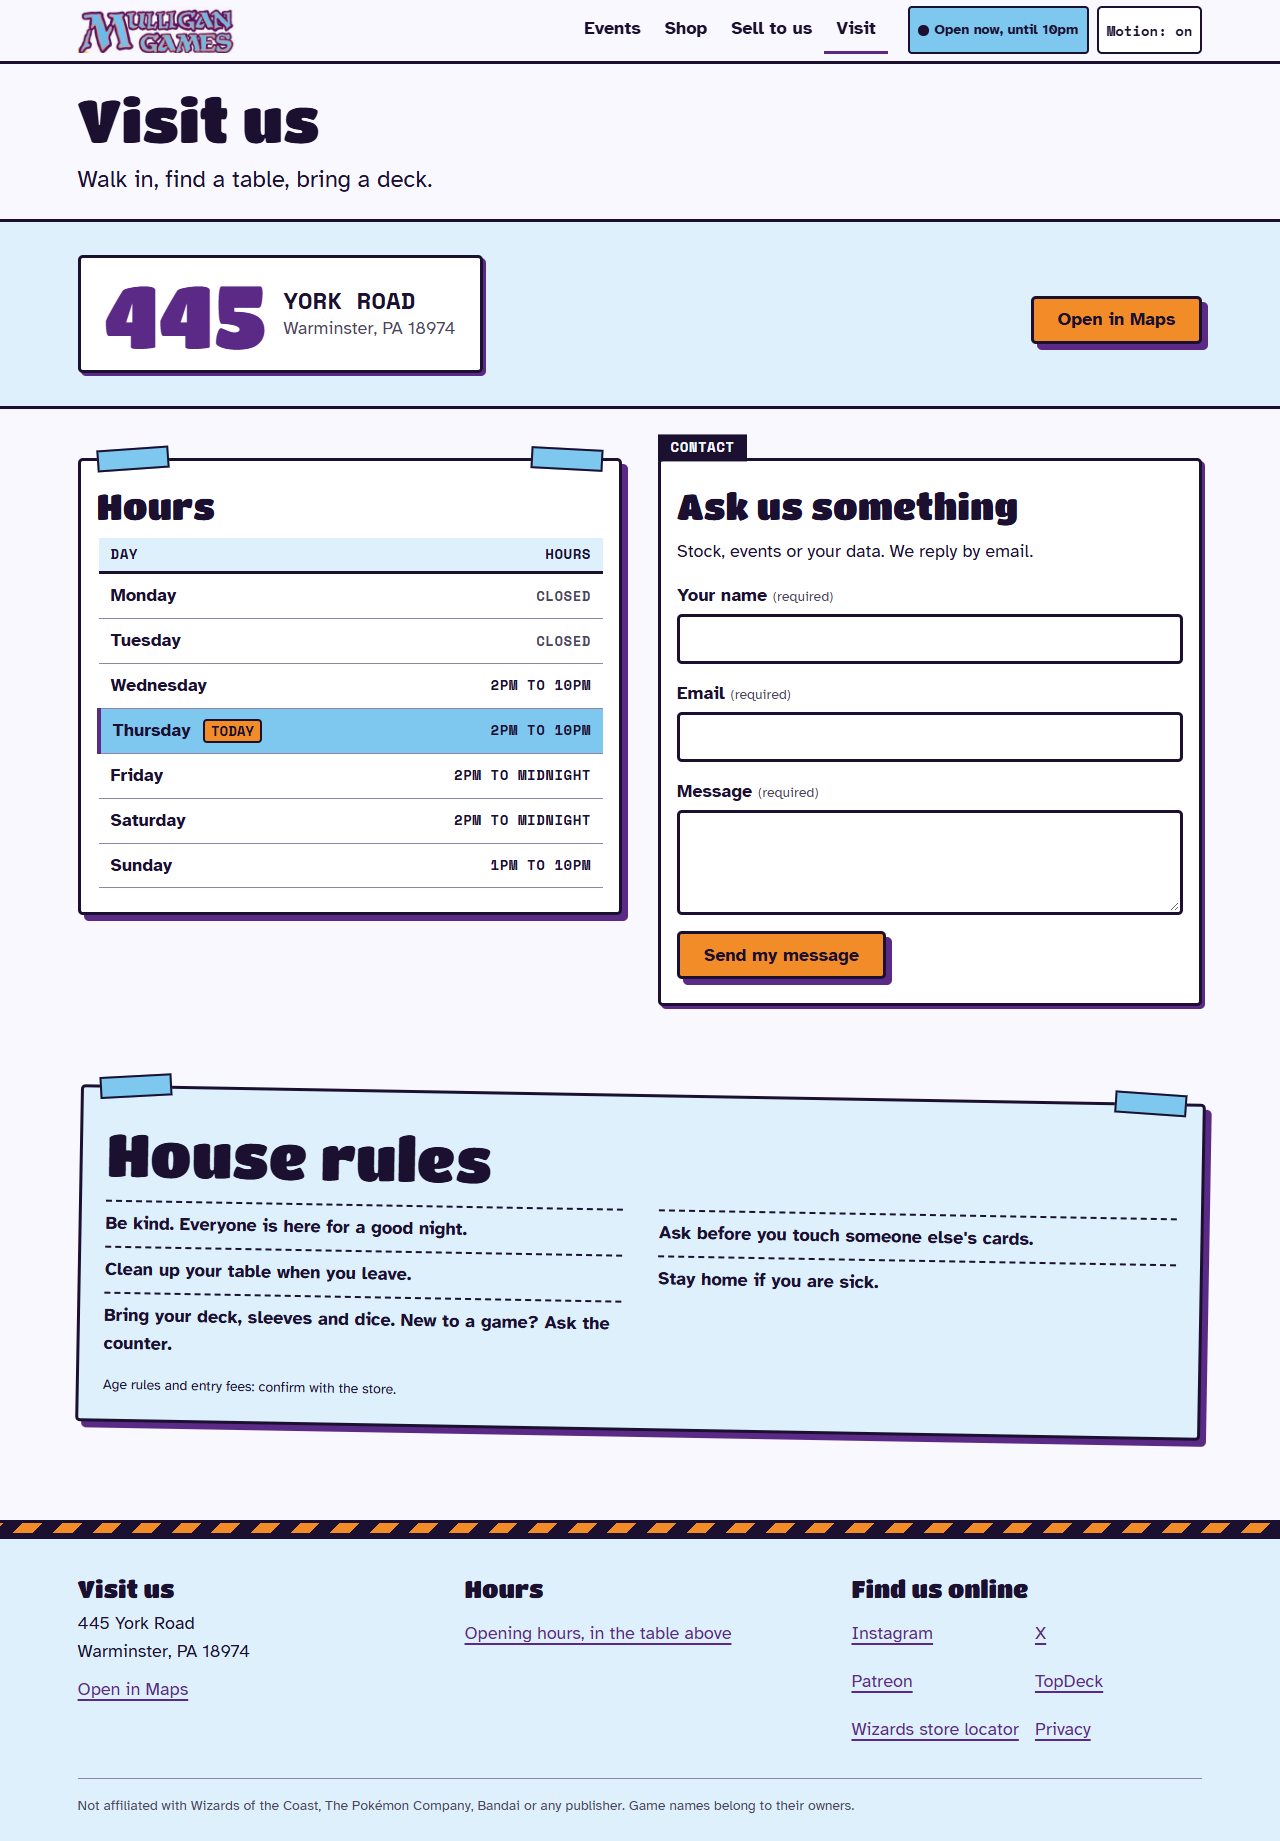 MULLIGAN GAMES
Events
Shop
Sell to us
Visit
Open now, until 10pm
Motion: on
Visit us
Walk in, find a table, bring a deck.
445
YORK ROAD
Warminster, PA 18974
Open in Maps
Hours
DAY HOURS
Monday CLOSED
Tuesday CLOSED
Wednesday 2PM TO 10PM
Thursday TODAY 2PM TO 10PM
Friday 2PM TO MIDNIGHT
Saturday 2PM TO MIDNIGHT
Sunday 1PM TO 10PM
CONTACT
Ask us something
Stock, events or your data. We reply by email.
Your name (required)
Email (required)
Message (required)
Send my message
House rules
Be kind. Everyone is here for a good night.
Clean up your table when you leave.
Bring your deck, sleeves and dice. New to a game? Ask the
counter.
Ask before you touch someone else's cards.
Stay home if you are sick.
Age rules and entry fees: confirm with the store.
Visit us
445 York Road
Warminster, PA 18974
Open in Maps
Hours
Opening hours, in the table above
Find us online
Instagram
X
Patreon
TopDeck
Wizards store locator
Privacy
Not affiliated with Wizards of the Coast, The Pokémon Company, Bandai or any publisher. Game names belong to their owners.